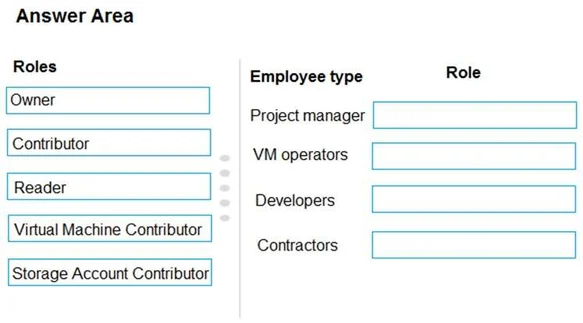 Answer Area
Roles
Owner
Contributor
Reader
Virtual Machine Contributor
Storage Account Contributor
Employee type Role
Project manager
VM operators
Developers
Contractors